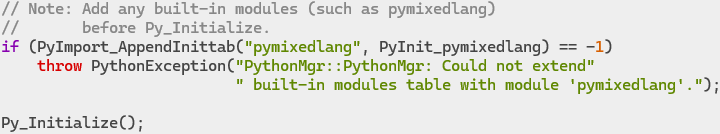 // Note: Add any built-in modules (such as pymixedlang)
//       before Py_Initialize.
if (PyImport_AppendInittab("pymixedlang", PyInit_pymixedlang) == -1)
    throw PythonException("PythonMgr::PythonMgr: Could not extend"
                          " built-in modules table with module 'pymixedlang'.");
Py_Initialize();